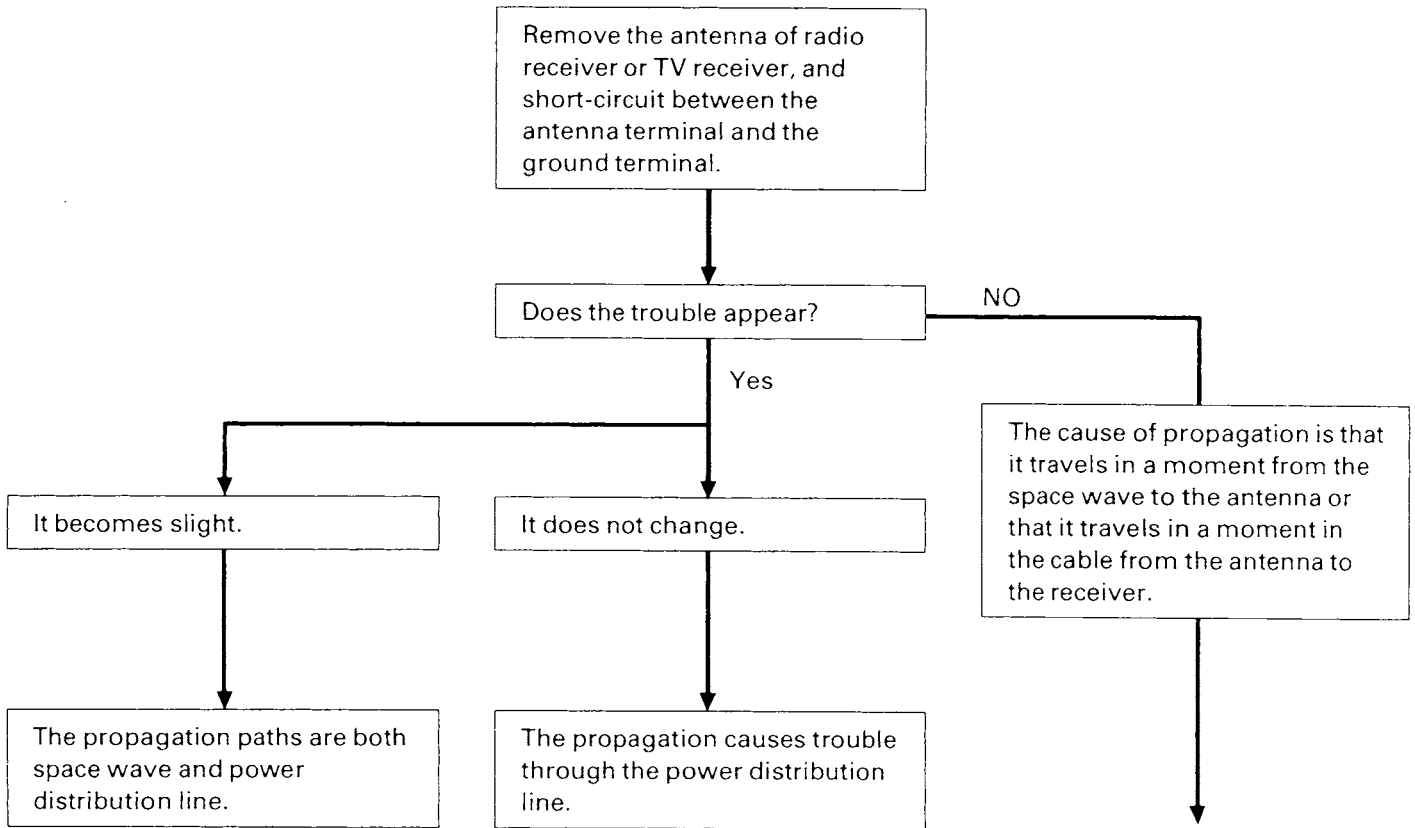 Remove the antenna of radio
receiver or TV receiver, and
short-circuit between the
antenna terminal and the
ground terminal.
Does the trouble appear?
NO
Yes
The cause of propagation is that
it travels in a moment from the
space wave to the antenna or
that it travels in a moment in
the cable from the antenna to
the receiver.
It becomes slight.
It does not change.
The propagation paths are both
space wave and power
distribution line.
The propagation causes trouble
through the power distribution
line.